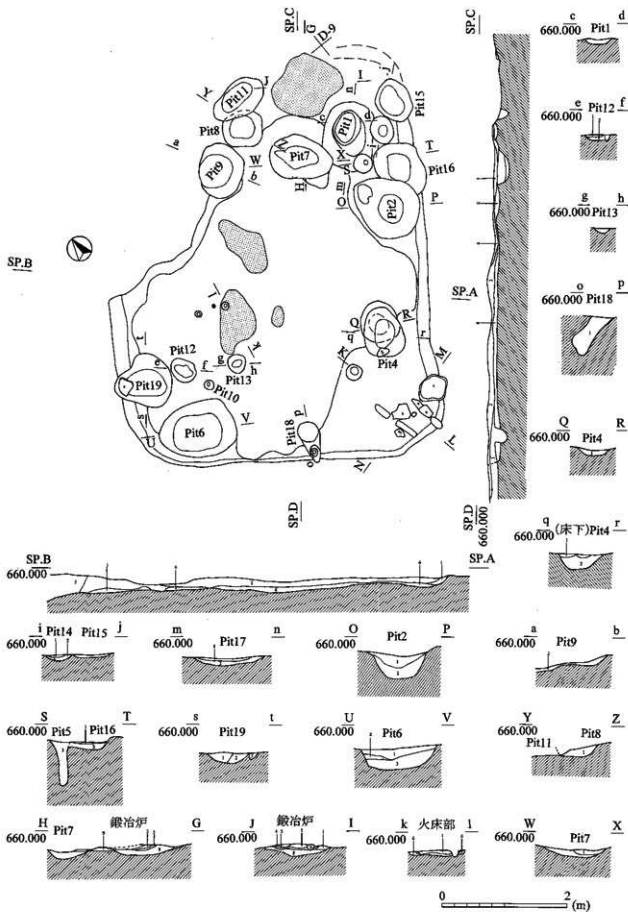 SP.C
G
D-9
Y
J
Pit11
Pit8
I
n
Pit15
c
Pit1
d
i
a
W
b
Pit9
Pit7
X
S
T
Pit16
H
m
O
P
Pit2
SP.B
SP.A
Q
R
q
r
Pit4
K
M
t
Pit12
e
f
g
h
Pit13
Pit10
Pit19
s
U
Pit6
V
Pit18
p
o
N
L
SP.D
SP.C
SP.D
660.000
c Pit1 d
660.000
e Pit12 f
660.000
g h
660.000 Pit13
o p
660.000 Pit18
Q R
660.000 Pit4
q (床下)Pit4 r
660.000
SP.B SP.A
660.000
i Pit14 Pit15 j
660.000
m Pit17 n
660.000
O Pit2 P
660.000
a Pit9 b
660.000
S Pit5 Pit16 T
660.000
s Pit19 t
660.000
U Pit6 V
660.000
Y Pit11 Pit8 Z
660.000
H Pit7 鍛冶炉 G
660.000
J 鍛冶炉 I
660.000
k 火床部 l
660.000
W Pit7 X
660.000
0 2
(m)